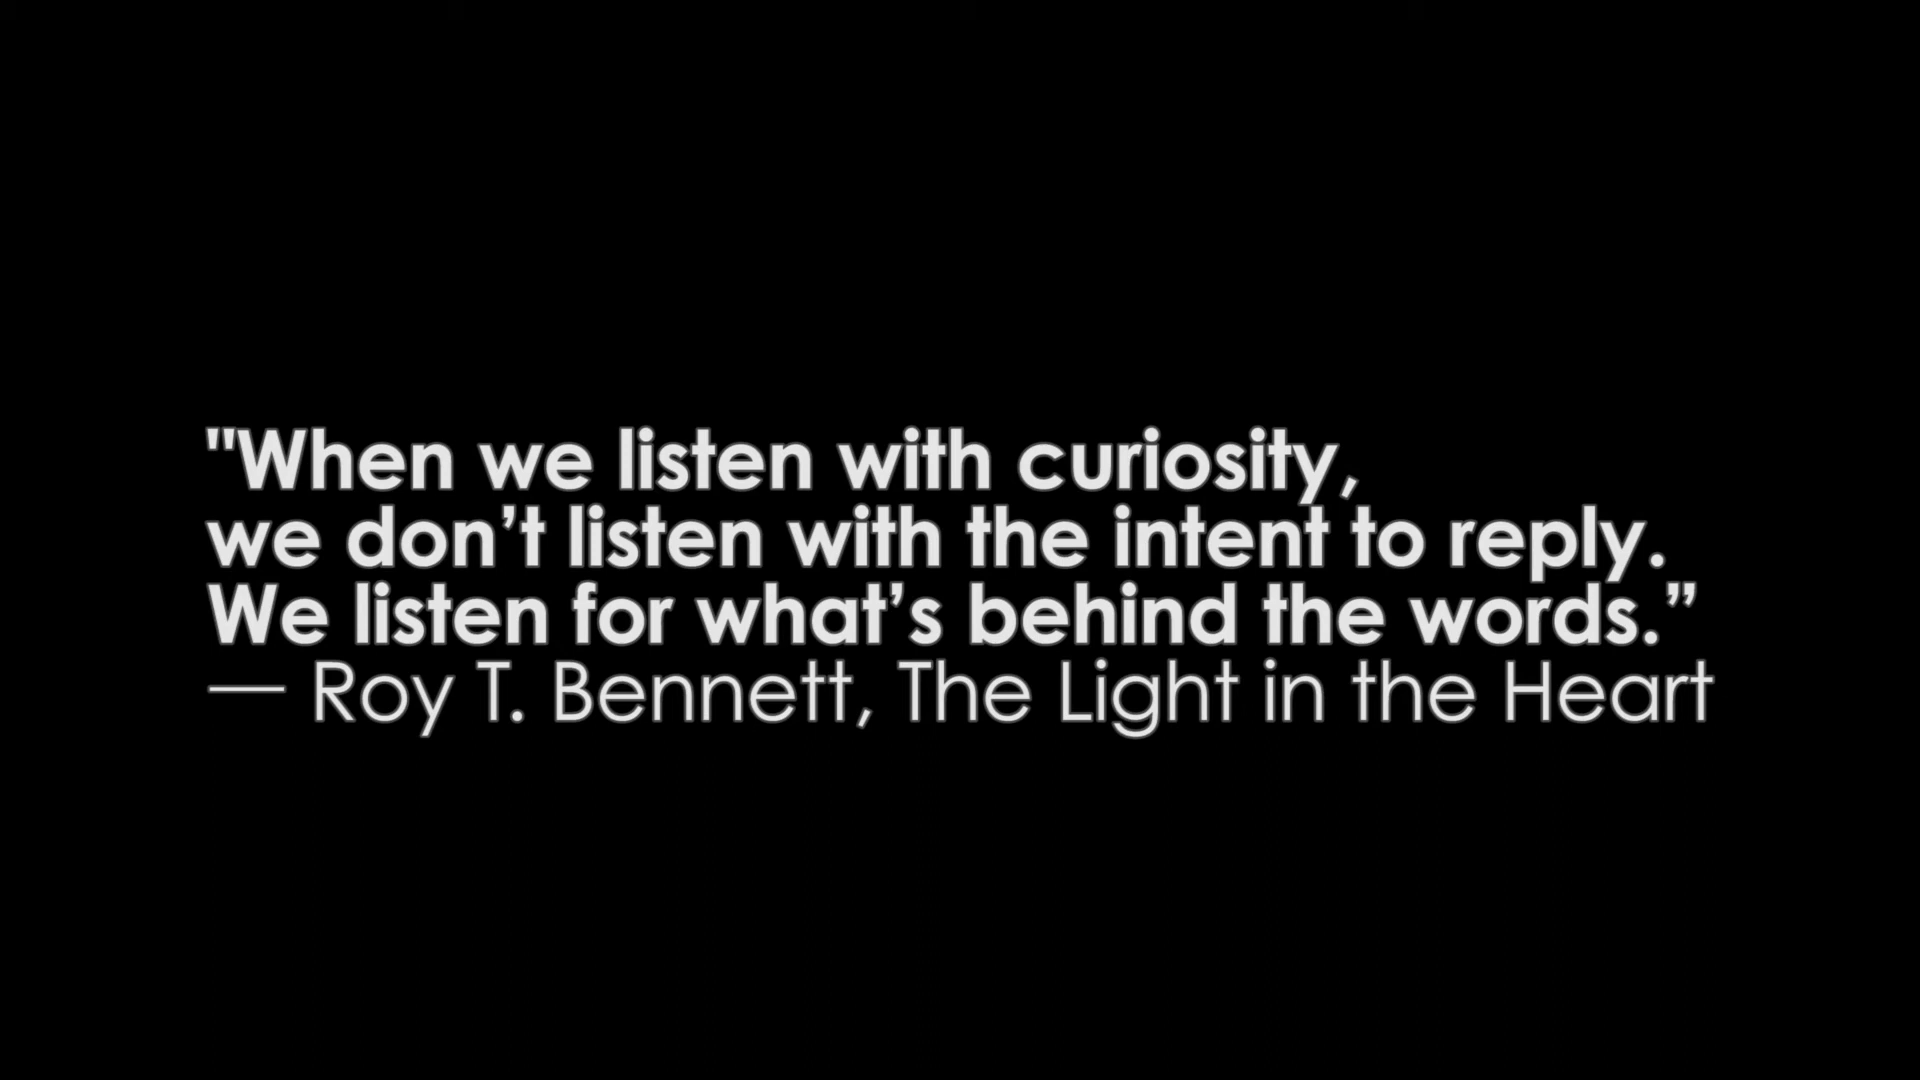 "When we listen with curiosity,
we don’t listen with the intent to reply.
We listen for what’s behind the words.”
— Roy T. Bennett, The Light in the Heart